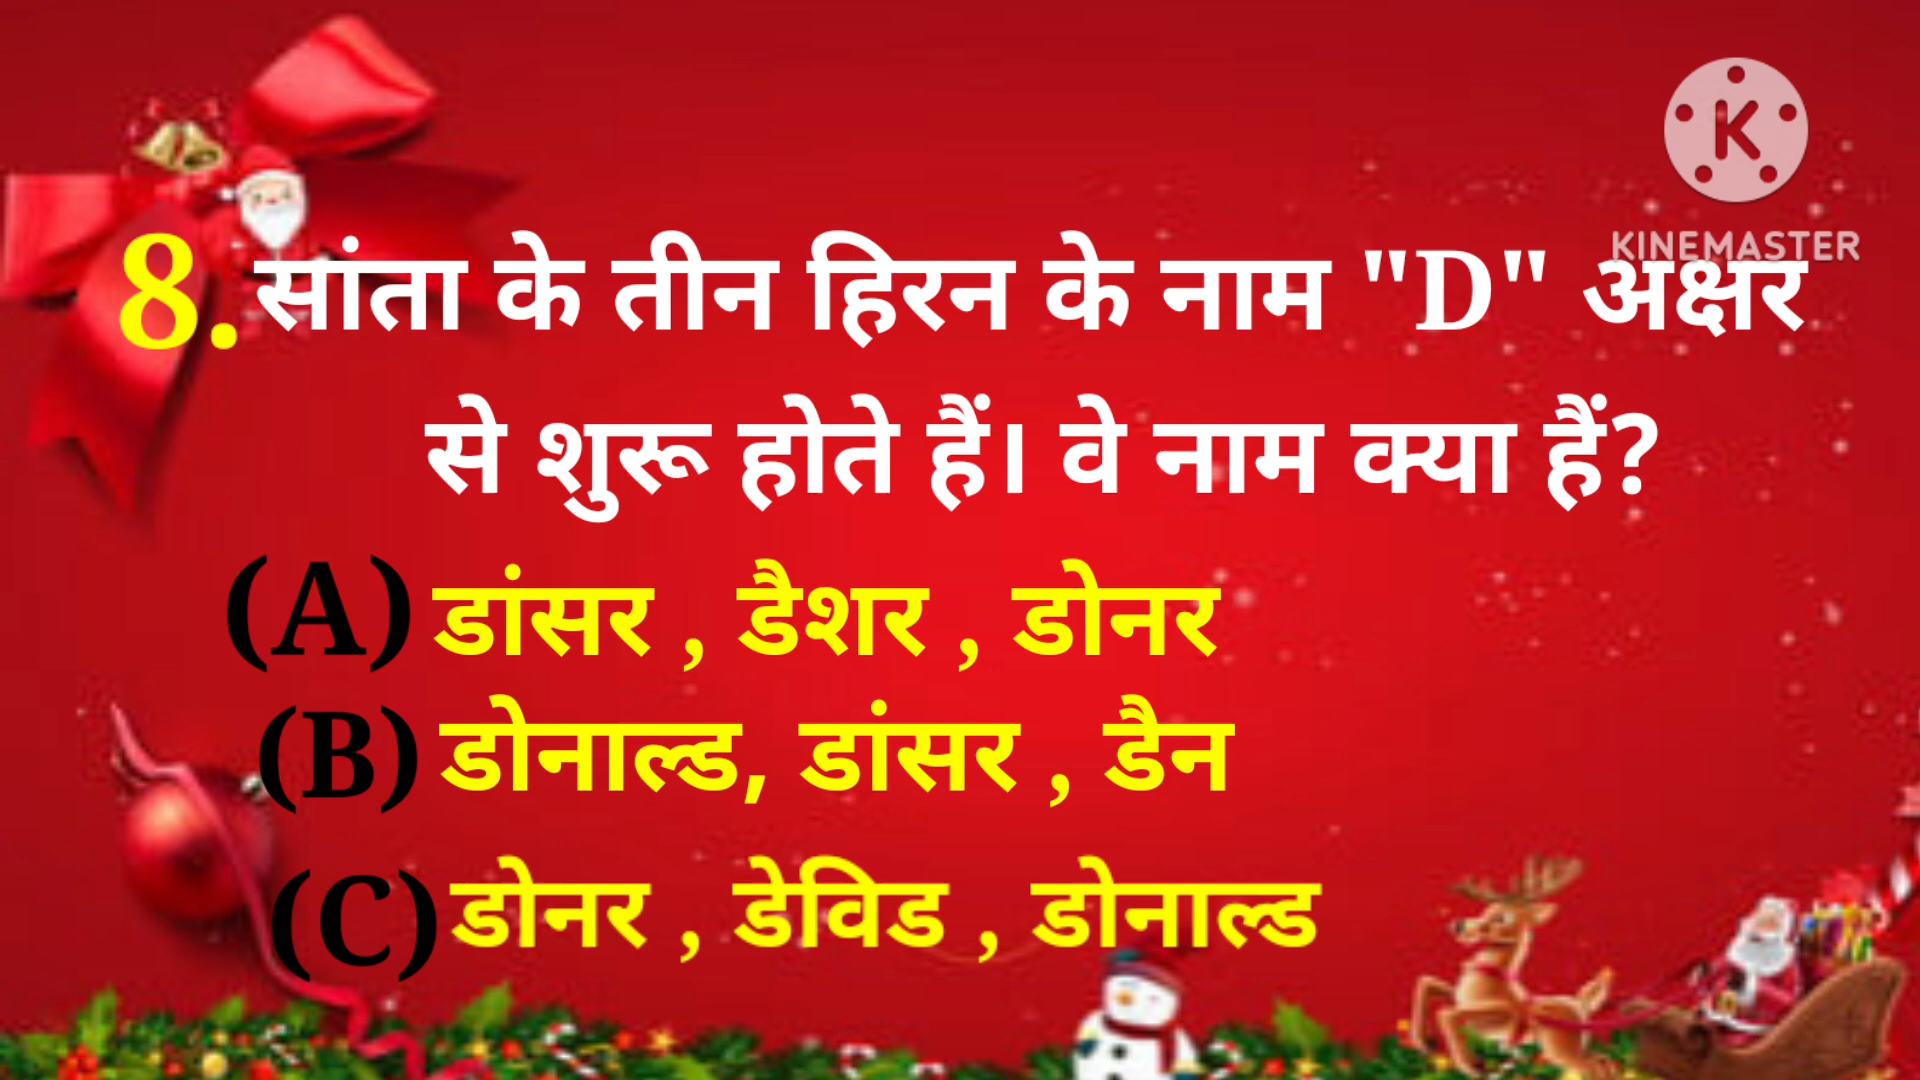 KINEMASTER
8. सांता के तीन हिरन के नाम "D" अक्षर
से शुरू होते हैं। वे नाम क्या हैं?
(A) डांसर , डैशर , डोनर
(B) डोनाल्ड, डांसर , डैन
(C) डोनर , डेविड , डोनाल्ड